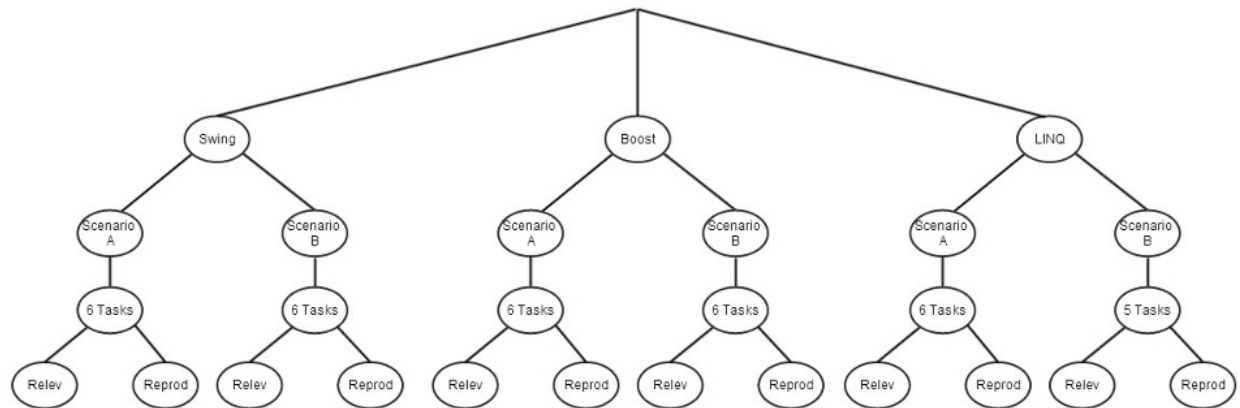 Swing
Boost
LINQ
Scenario
A
Scenario
B
Scenario
A
Scenario
B
Scenario
A
Scenario
B
6 Tasks
6 Tasks
6 Tasks
6 Tasks
6 Tasks
5 Tasks
Relev
Reprod
Relev
Reprod
Relev
Reprod
Relev
Reprod
Relev
Reprod
Relev
Reprod